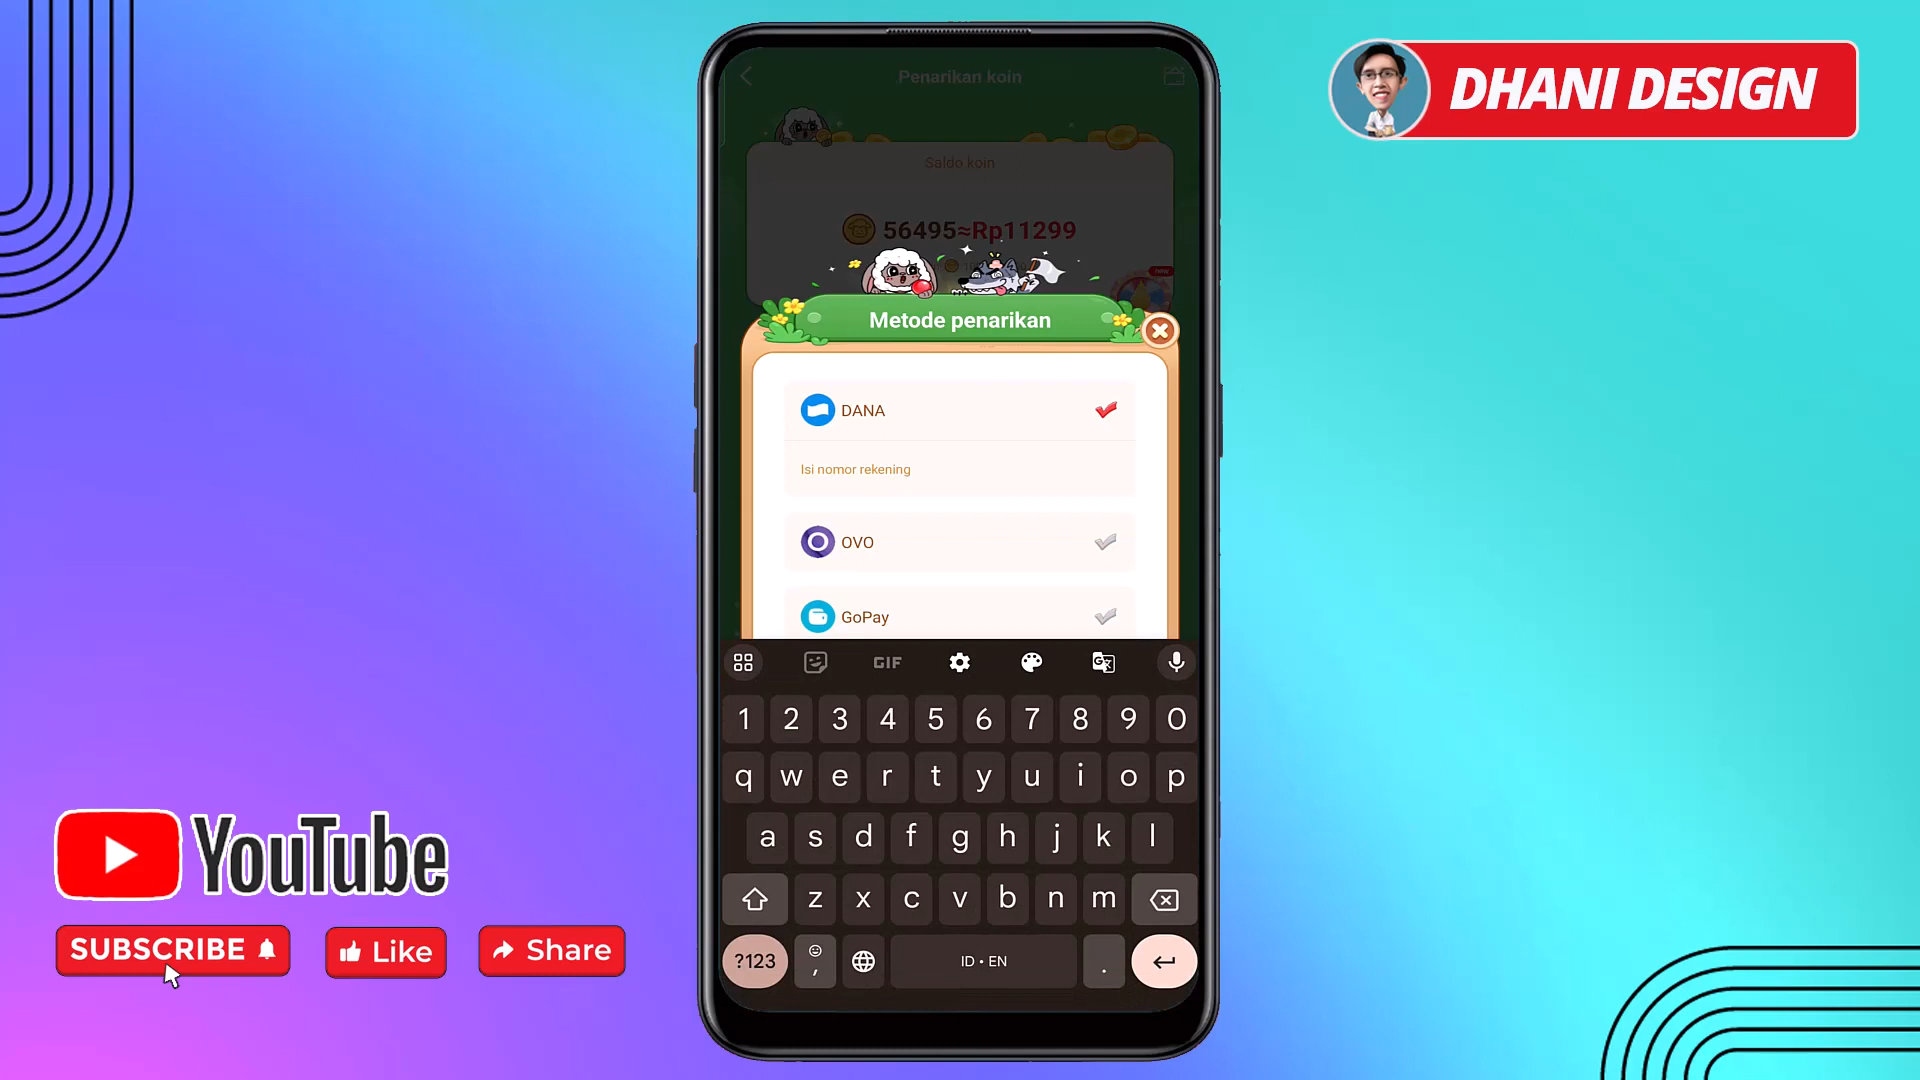 DHANI DESIGN
Penarikan koin
Saldo koin
56495≈Rp11299
new
Metode penarikan
DANA
Isi nomor rekening
OVO
GoPay
GIF
1 2 3 4 5 6 7 8 9 0
q w e r t y u i o p
a s d f g h j k l
z x c v b n m
?123 , ID • EN .
YouTube
SUBSCRIBE Like Share